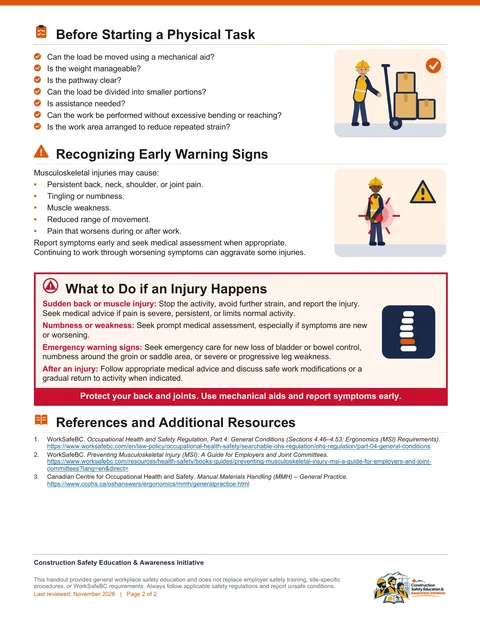 Before Starting a Physical Task
Can the load be moved using a mechanical aid?
Is the weight manageable?
Is the pathway clear?
Can the load be divided into smaller portions?
Is assistance needed?
Can the work be performed without excessive bending or reaching?
Is the work area arranged to reduce repeated strain?
Recognizing Early Warning Signs
Musculoskeletal injuries may cause:
• Persistent back, neck, shoulder, or joint pain.
• Tingling or numbness.
• Muscle weakness.
• Reduced range of movement.
• Pain that worsens during or after work.
Report symptoms early and seek medical assessment when appropriate.
Continuing to work through worsening symptoms can aggravate some injuries.
What to Do if an Injury Happens
Sudden back or muscle injury: Stop the activity, avoid further strain, and report the injury.
Seek medical advice if pain is severe, persistent, or limits normal activity.
Numbness or weakness: Seek prompt medical assessment, especially if symptoms are new
or worsening.
Emergency warning signs: Seek emergency care for new loss of bladder or bowel control,
numbness around the groin or saddle area, or severe or progressive leg weakness.
After an injury: Follow appropriate medical advice and discuss safe work modifications or a
gradual return to activity when indicated.
Protect your back and joints. Use mechanical aids and report symptoms early.
References and Additional Resources
1. WorkSafeBC. Occupational Health and Safety Regulation, Part 4: General Conditions (Sections 4.46–4.53: Ergonomics (MSI) Requirements).
https://www.worksafebc.com/en/law-policy/occupational-health-safety/searchable-ohs-regulation/ohs-regulation/part-04-general-conditions
2. WorkSafeBC. Preventing Musculoskeletal Injury (MSI): A Guide for Employers and Joint Committees.
https://www.worksafebc.com/resources/health-safety/books-guides/preventing-musculoskeletal-injury-msi-a-guide-for-employers-and-joint-
committees?lang=en&direct=
3. Canadian Centre for Occupational Health and Safety. Manual Materials Handling (MMH) – General Practice.
https://www.ccohs.ca/oshanswers/ergonomics/mmh/generalpractice.html
Construction Safety Education & Awareness Initiative
This handout provides general workplace safety education and does not replace employer safety training, site-specific
procedures, or WorkSafeBC requirements. Always follow applicable safety regulations and report unsafe conditions.
Last reviewed: November 2026 | Page 2 of 2
Construction
Safety Education &
Awareness Initiative